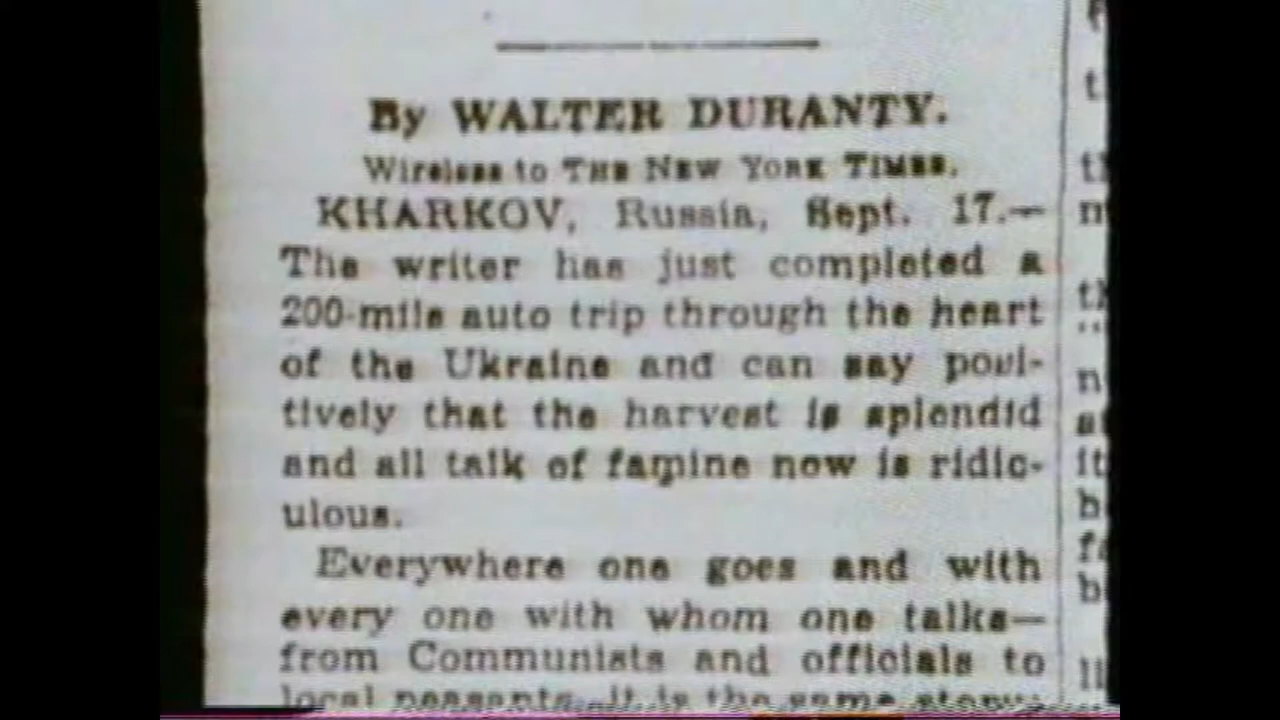 By WALTER DURANTY.
Wireless to THE NEW YORK TIMES.
KHARKOV, Russia, Sept. 17.—
The writer has just completed a
200-mile auto trip through the heart
of the Ukraine and can say posi-
tively that the harvest is splendid
and all talk of famine now is ridic-
ulous.
Everywhere one goes and with
every one with whom one talks—
from Communists and officials to
local peasants—it is the same story: